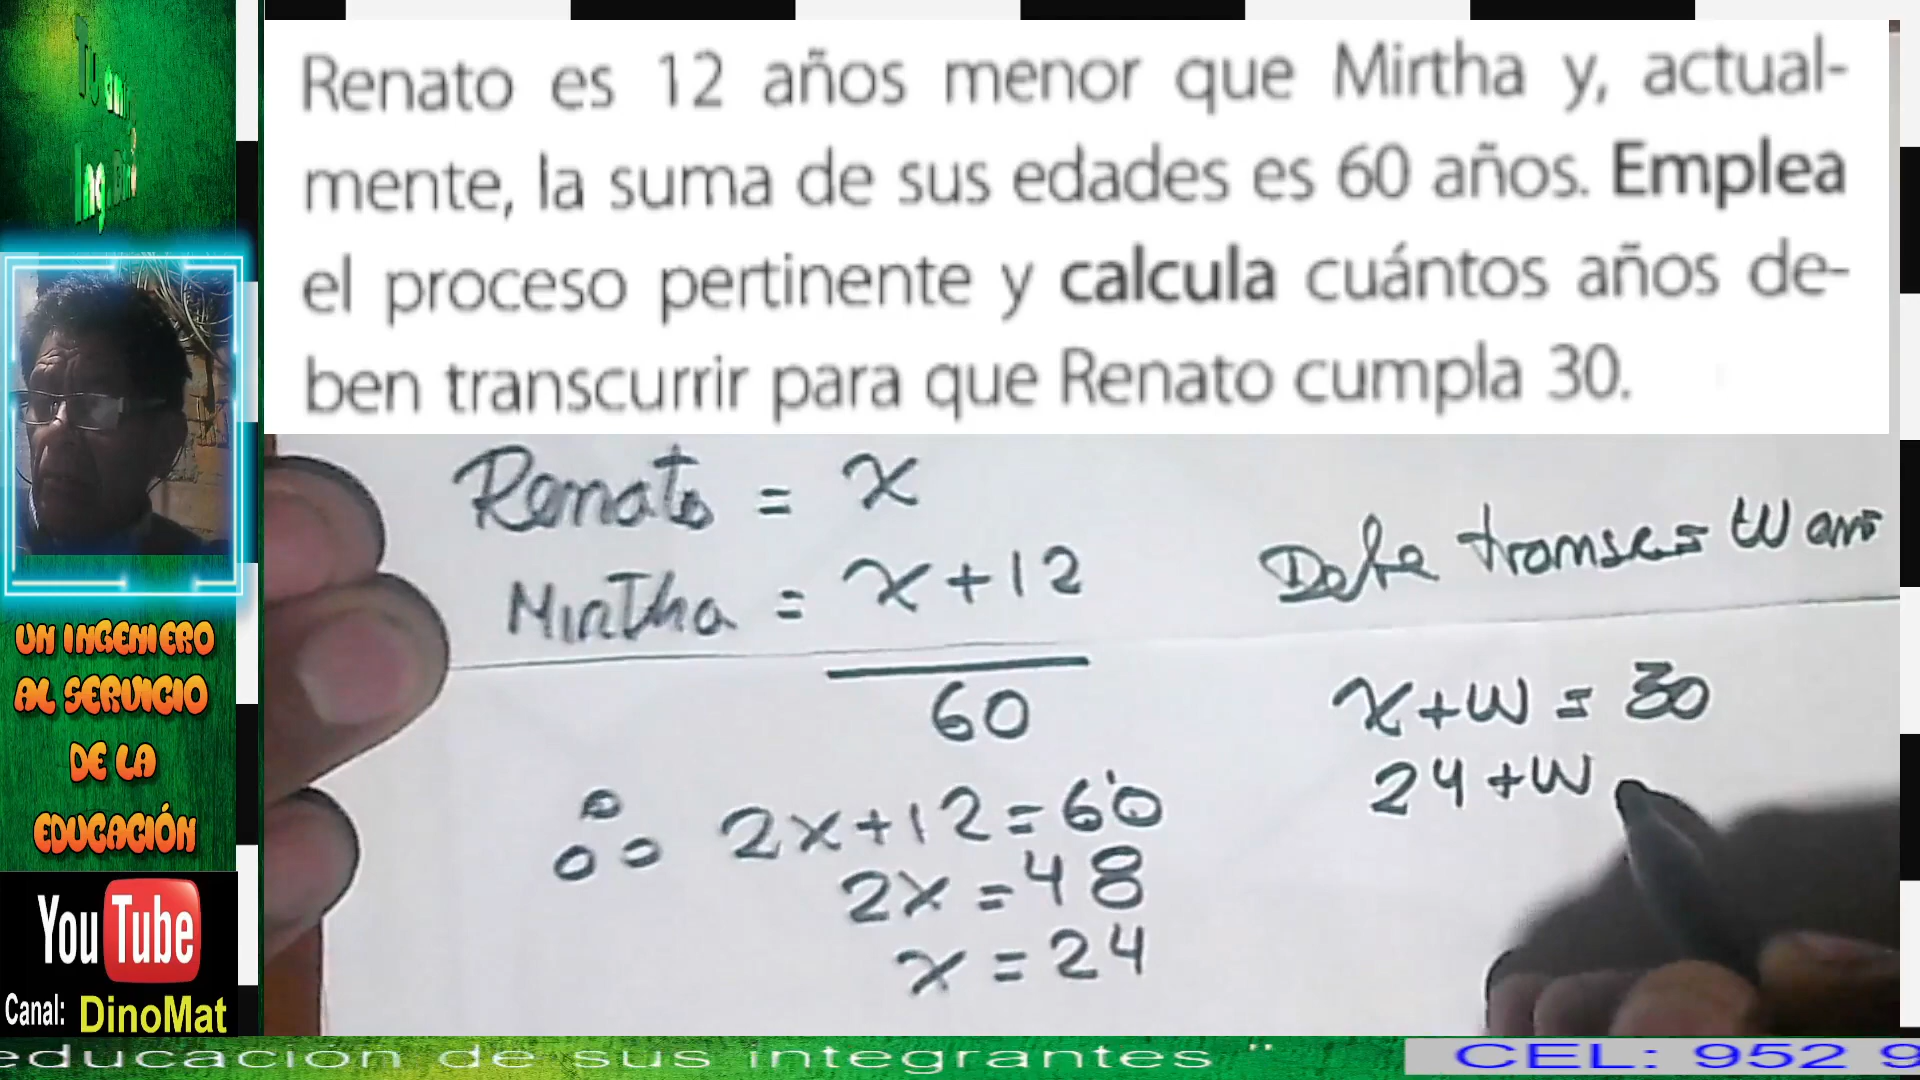 Renato es 12 años menor que Mirtha y, actual-
mente, la suma de sus edades es 60 años. Emplea
el proceso pertinente y calcula cuántos años de-
ben transcurrir para que Renato cumpla 30.
Renato = x
Mirtha = x+12
60
∴ 2x+12=60
2x=48
x=24
Debe transc=W años
x+W=30
24+W
UN INGENIERO
AL SERVICIO
DE LA
EDUCACIÓN
YouTube
Canal: DinoMat
educación de sus integrantes "
CEL: 952 9